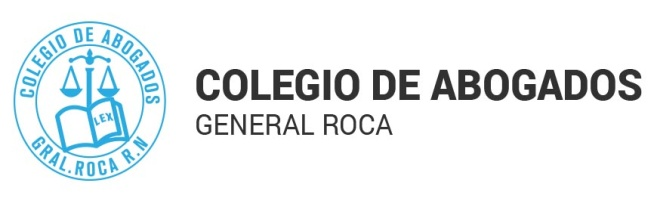 COLEGIO DE ABOGADOS
LEX
GRAL.ROCA R.N
COLEGIO DE ABOGADOS
GENERAL ROCA